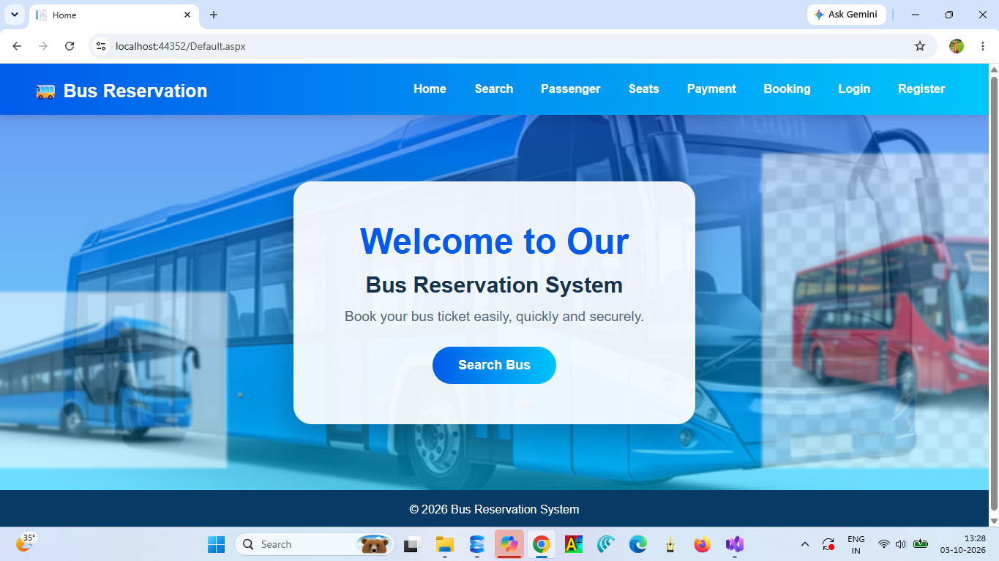 Home
Ask Gemini
localhost:44352/Default.aspx
Bus Reservation
Home Search Passenger Seats Payment Booking Login Register
Welcome to Our
Bus Reservation System
Book your bus ticket easily, quickly and securely.
Search Bus
© 2026 Bus Reservation System
35°
Search
ENG
IN
13:28
03-10-2026